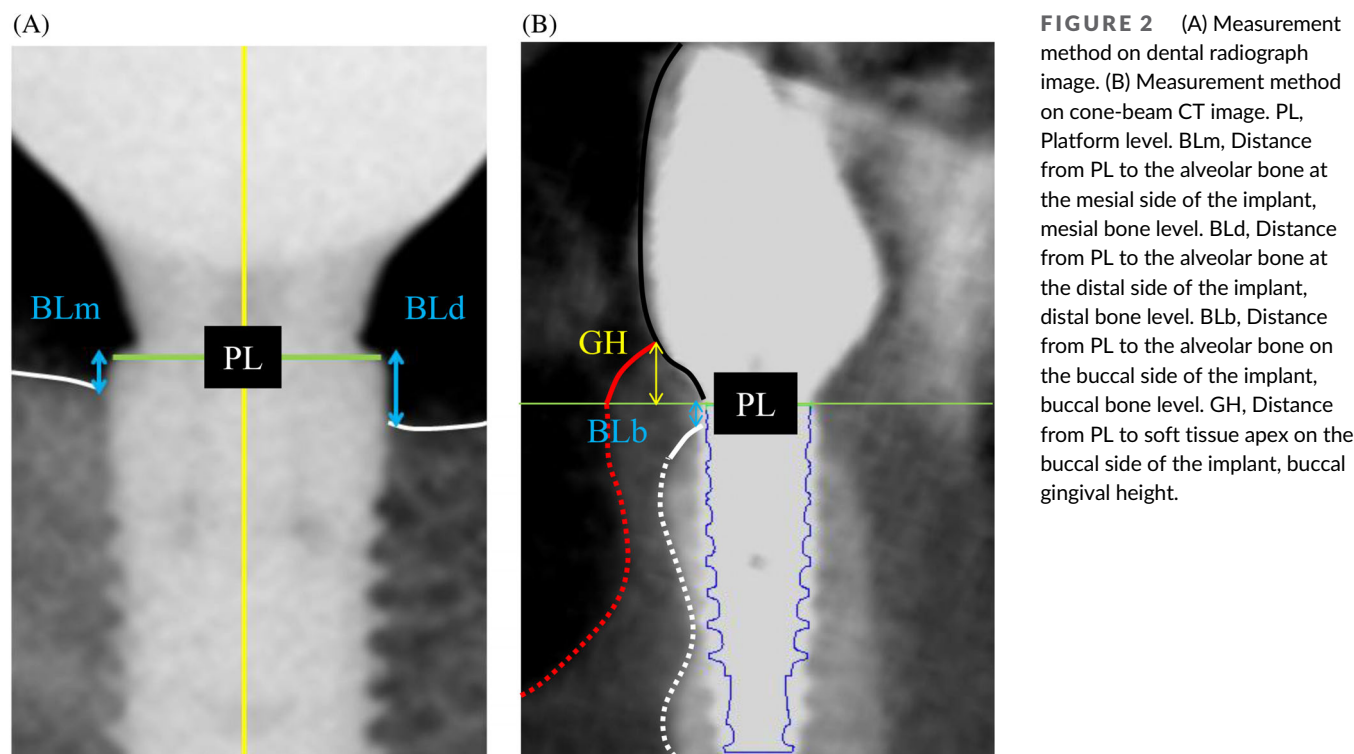 (A)
BLm
BLd
PL
(B)
GH
BLb
PL
FIGURE 2 (A) Measurement
method on dental radiograph
image. (B) Measurement method
on cone-beam CT image. PL,
Platform level. BLm, Distance
from PL to the alveolar bone at
the mesial side of the implant,
mesial bone level. BLd, Distance
from PL to the alveolar bone at
the distal side of the implant,
distal bone level. BLb, Distance
from PL to the alveolar bone on
the buccal side of the implant,
buccal bone level. GH, Distance
from PL to soft tissue apex on the
buccal side of the implant, buccal
gingival height.